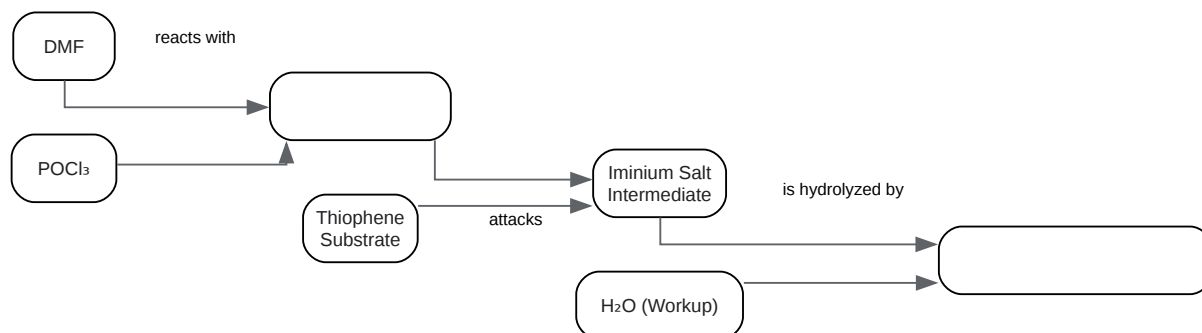 DMF
reacts with
POCl₃
Thiophene
Substrate
attacks
Iminium Salt
Intermediate
is hydrolyzed by
H₂O (Workup)